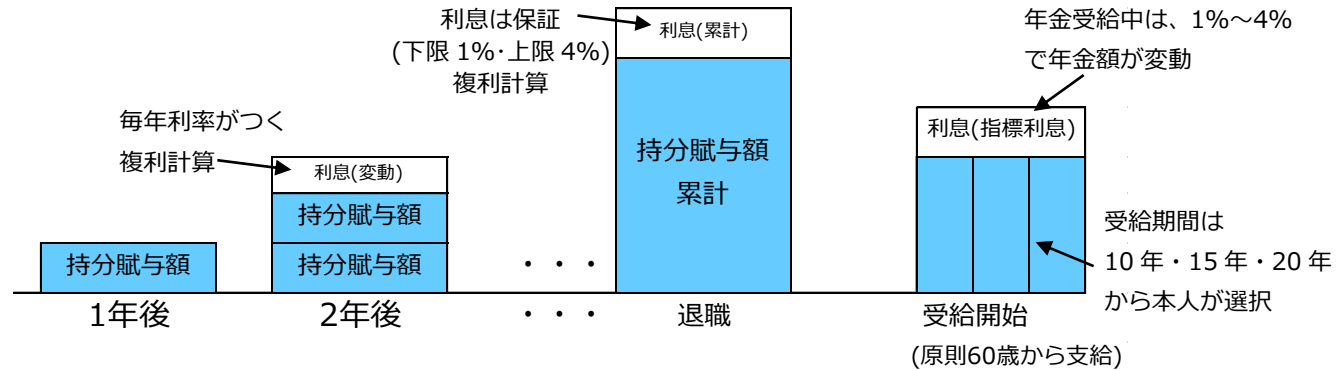 毎年利率がつく
複利計算
利息(変動)
持分賦与額
持分賦与額
持分賦与額
利息は保証
(下限 1%･上限 4%)
複利計算
利息(累計)
持分賦与額
累計
・・・
年金受給中は、1%～4%
で年金額が変動
利息(指標利息)
受給期間は
10 年・15 年・20 年
から本人が選択
1年後
2年後
・・・
退職
受給開始
(原則60歳から支給)